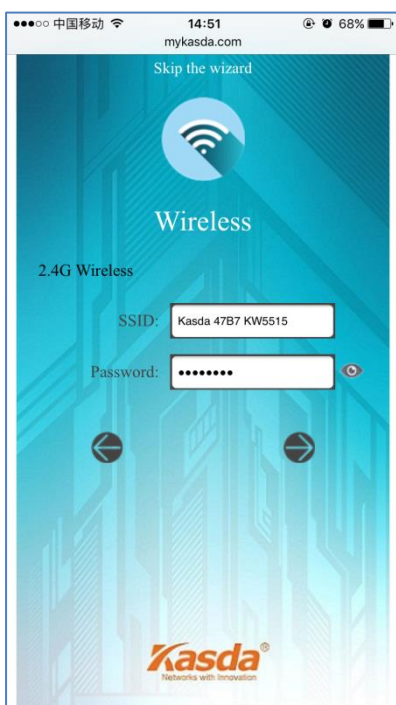 中国移动 14:51 68%
mykasda.com
Skip the wizard
Wireless
2.4G Wireless
SSID: Kasda 47B7 KW5515
Password: ••••••••
Kasda®
Networks with Innovation